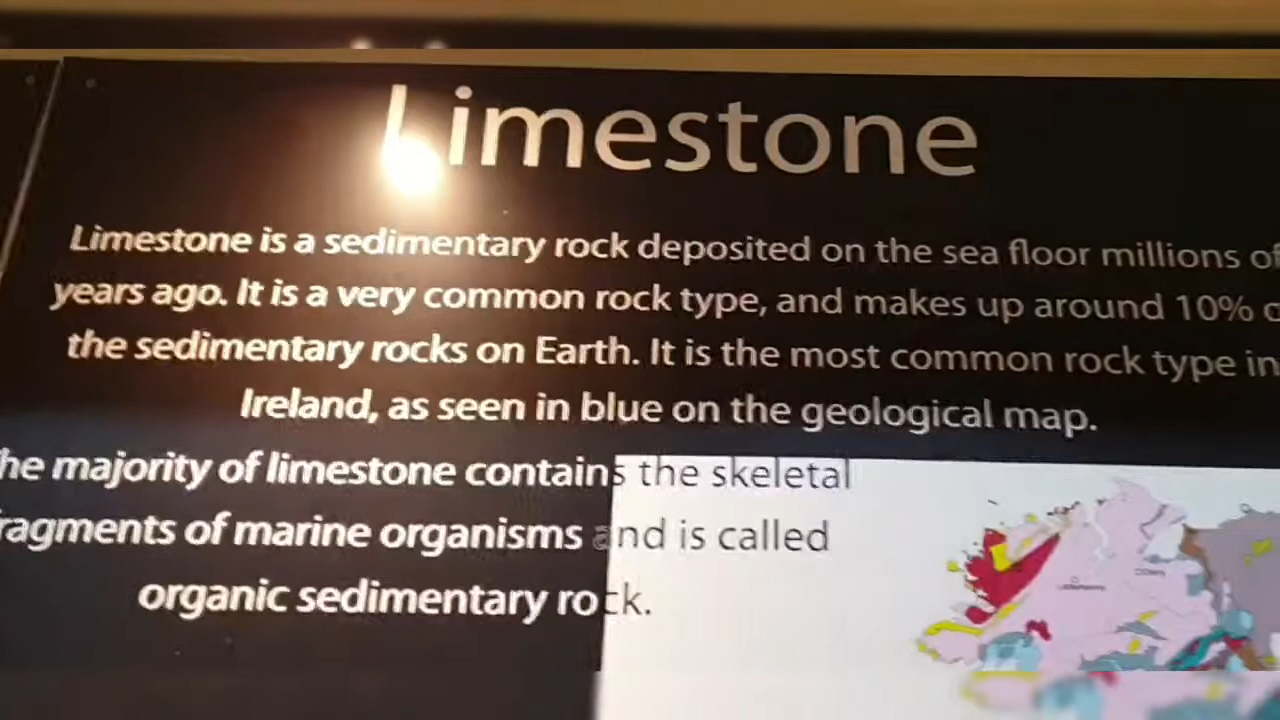 Limestone
Limestone is a sedimentary rock deposited on the sea floor millions of
years ago. It is a very common rock type, and makes up around 10%
the sedimentary rocks on Earth. It is the most common rock type in
Ireland, as seen in blue on the geological map.
he majority of limestone contains the skeletal
ragments of marine organisms and is called
organic sedimentary rock.